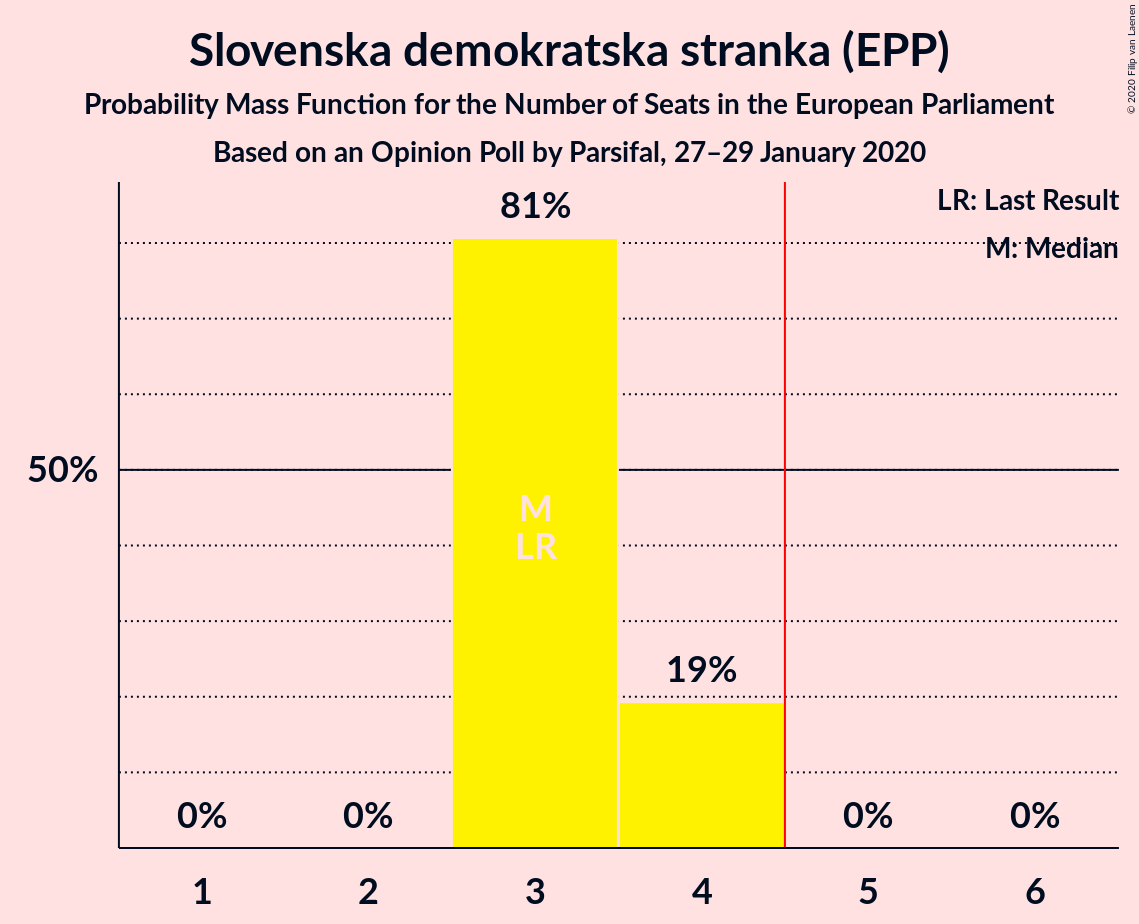 Slovenska demokratska stranka (EPP)
Probability Mass Function for the Number of Seats in the European Parliament
Based on an Opinion Poll by Parsifal, 27–29 January 2020
© 2020 Filip van Laenen
LR: Last Result
M: Median
81%
50%
M
LR
19%
0%
0%
0%
0%
1
2
3
4
5
6